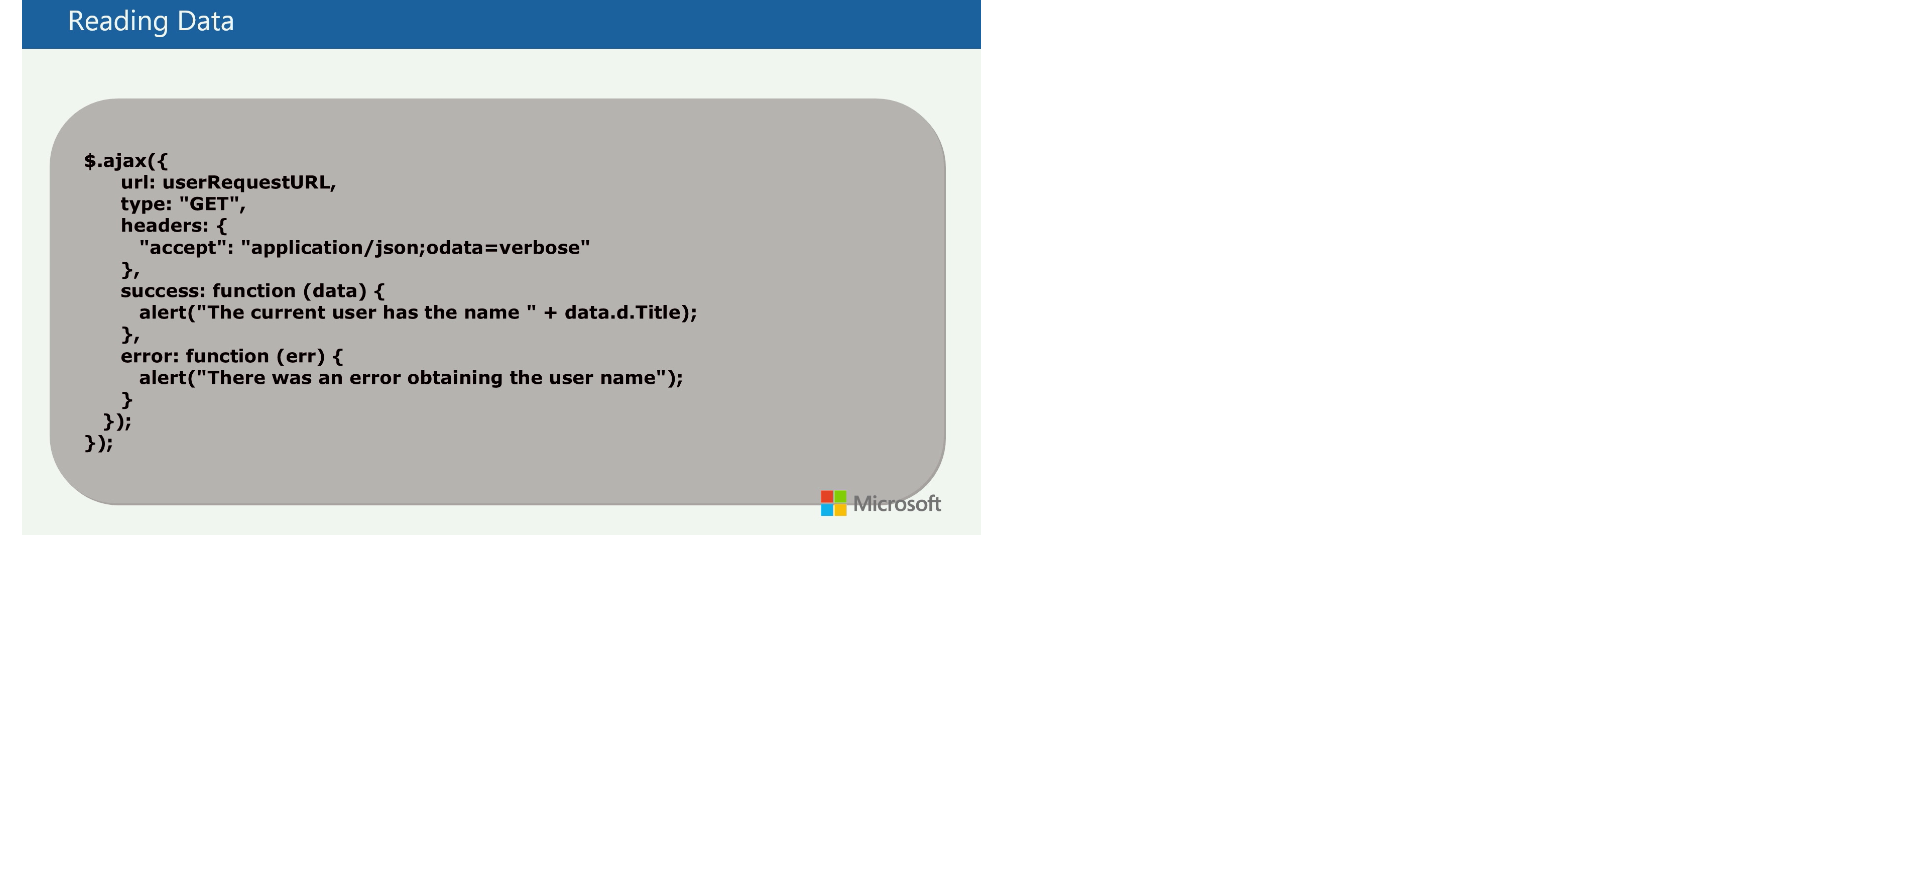 Reading Data
$.ajax({
url: userRequestURL,
type: "GET",
headers: {
"accept": "application/json;odata=verbose"
},
success: function (data) {
alert("The current user has the name " + data.d.Title);
},
error: function (err) {
alert("There was an error obtaining the user name");
}
});
});
Microsoft